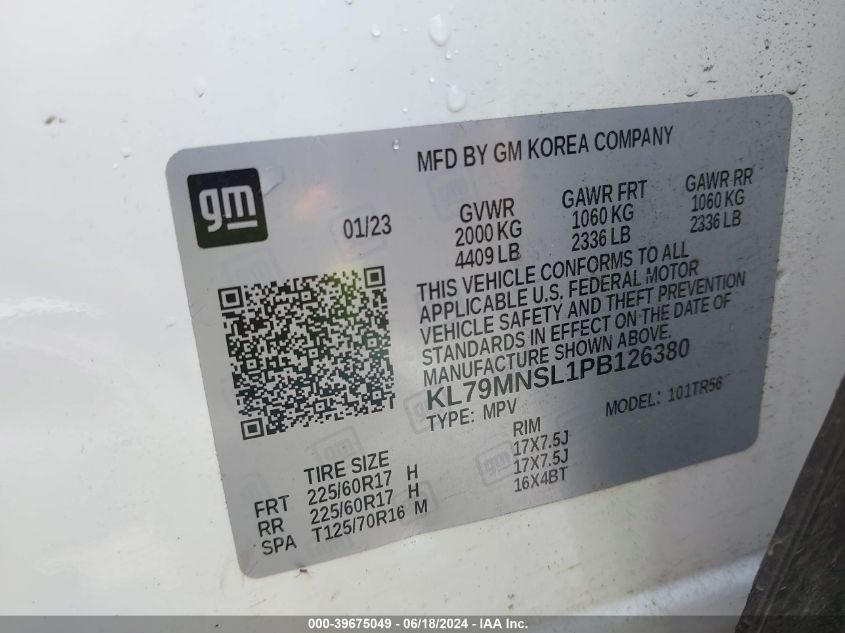 MFD BY GM KOREA COMPANY
gm
01/23
GVWR
2000 KG
4409 LB
GAWR FRT
1060 KG
2336 LB
GAWR RR
1060 KG
2336 LB
THIS VEHICLE CONFORMS TO ALL
APPLICABLE U.S. FEDERAL MOTOR
VEHICLE SAFETY AND THEFT PREVENTION
STANDARDS IN EFFECT ON THE DATE OF
MANUFACTURE SHOWN ABOVE.
KL79MNSL1PB126380
TYPE: MPV
MODEL: 101TR56
TIRE SIZE
RIM
FRT 225/60R17 H 17X7.5J
RR 225/60R17 H 17X7.5J
SPA T125/70R16 M 16X4BT
000-39675049 - 06/18/2024 - IAA Inc.